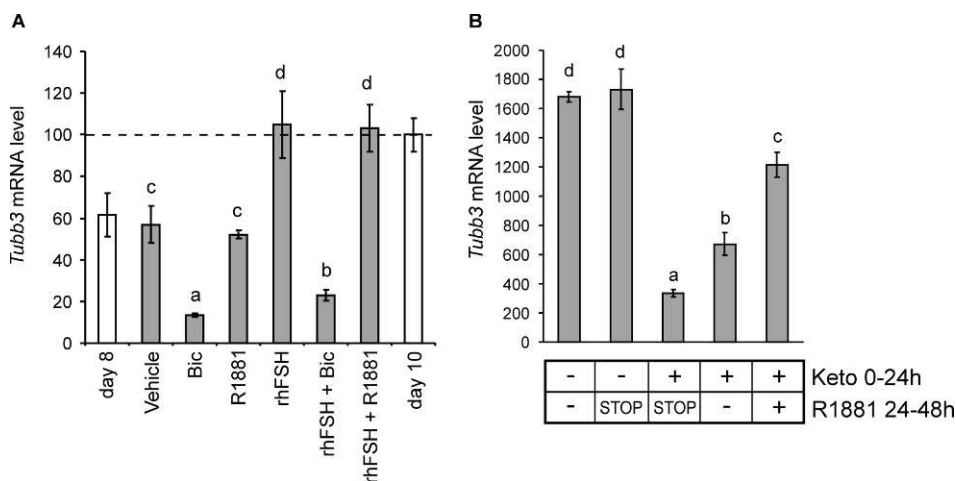 A
140
120
100
80
60
40
20
0
Tubb3 mRNA level
c
a
c
d
b
d
day 8
Vehicle
Bic
R1881
rhFSH
rhFSH + Bic
rhFSH + R1881
day 10
B
2000
1800
1600
1400
1200
1000
800
600
400
200
0
Tubb3 mRNA level
d
d
a
b
c
- - + + + Keto 0-24h
- STOP STOP - + R1881 24-48h